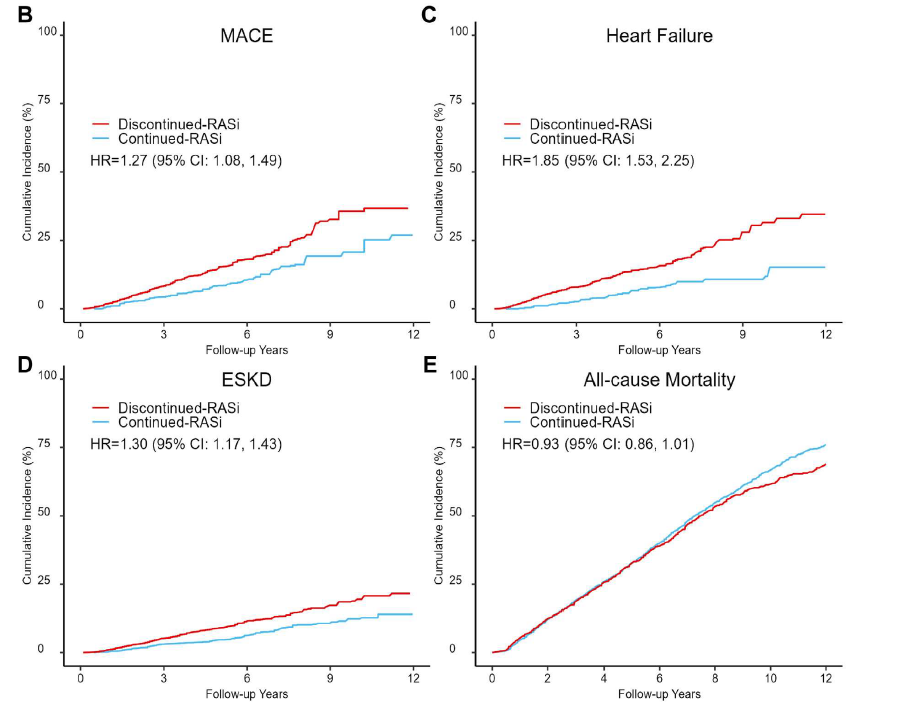 B
MACE
Cumulative Incidence (%)
100
75
50
25
0
Discontinued-RASi
Continued-RASi
HR=1.27 (95% CI: 1.08, 1.49)
0 3 6 9 12
Follow-up Years
C
Heart Failure
Cumulative Incidence (%)
100
75
50
25
0
Discontinued-RASi
Continued-RASi
HR=1.85 (95% CI: 1.53, 2.25)
0 3 6 9 12
Follow-up Years
D
ESKD
Cumulative Incidence (%)
100
75
50
25
0
Discontinued-RASi
Continued-RASi
HR=1.30 (95% CI: 1.17, 1.43)
0 3 6 9 12
Follow-up Years
E
All-cause Mortality
Cumulative Incidence (%)
100
75
50
25
0
Discontinued-RASi
Continued-RASi
HR=0.93 (95% CI: 0.86, 1.01)
0 2 4 6 8 10 12
Follow-up Years